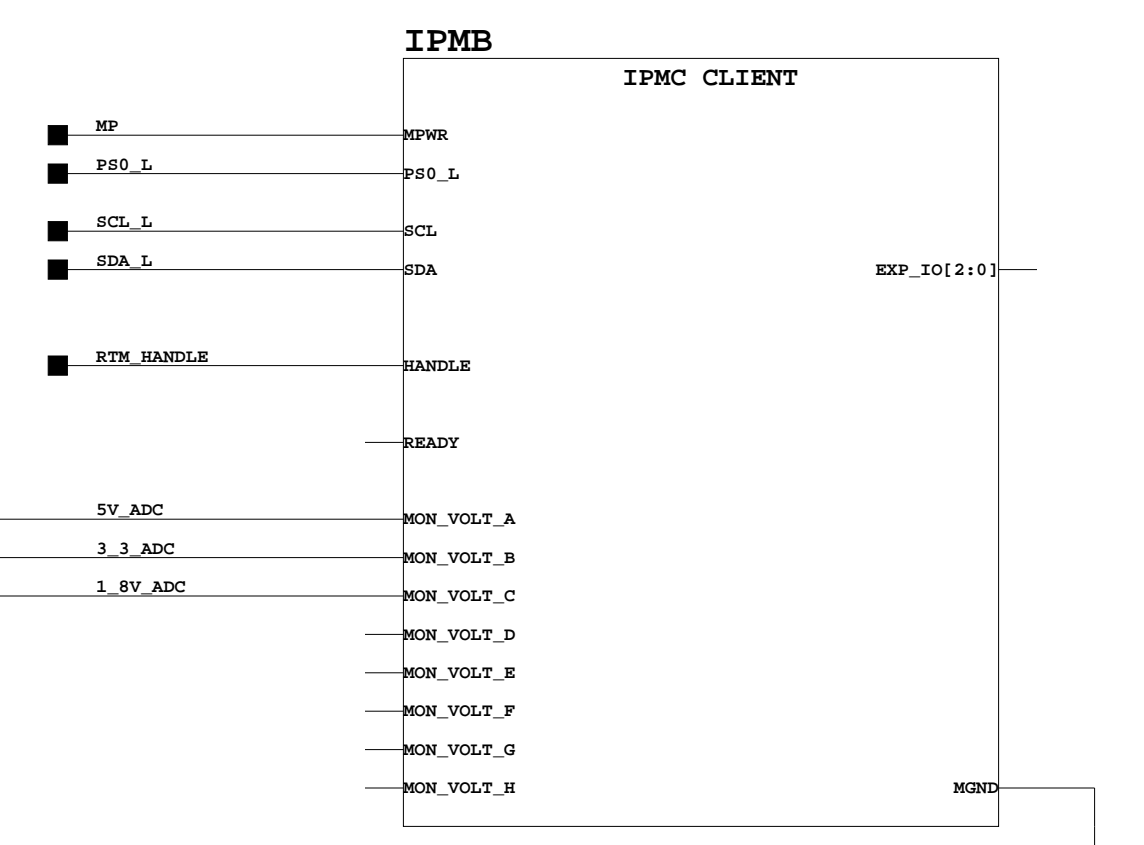 IPMB
IPMC CLIENT
MP
MPWR
PS0_L
PS0_L
SCL_L
SCL
SDA_L
SDA
EXP_IO[2:0]
RTM_HANDLE
HANDLE
READY
5V_ADC
MON_VOLT_A
3_3_ADC
MON_VOLT_B
1_8V_ADC
MON_VOLT_C
MON_VOLT_D
MON_VOLT_E
MON_VOLT_F
MON_VOLT_G
MON_VOLT_H
MGND